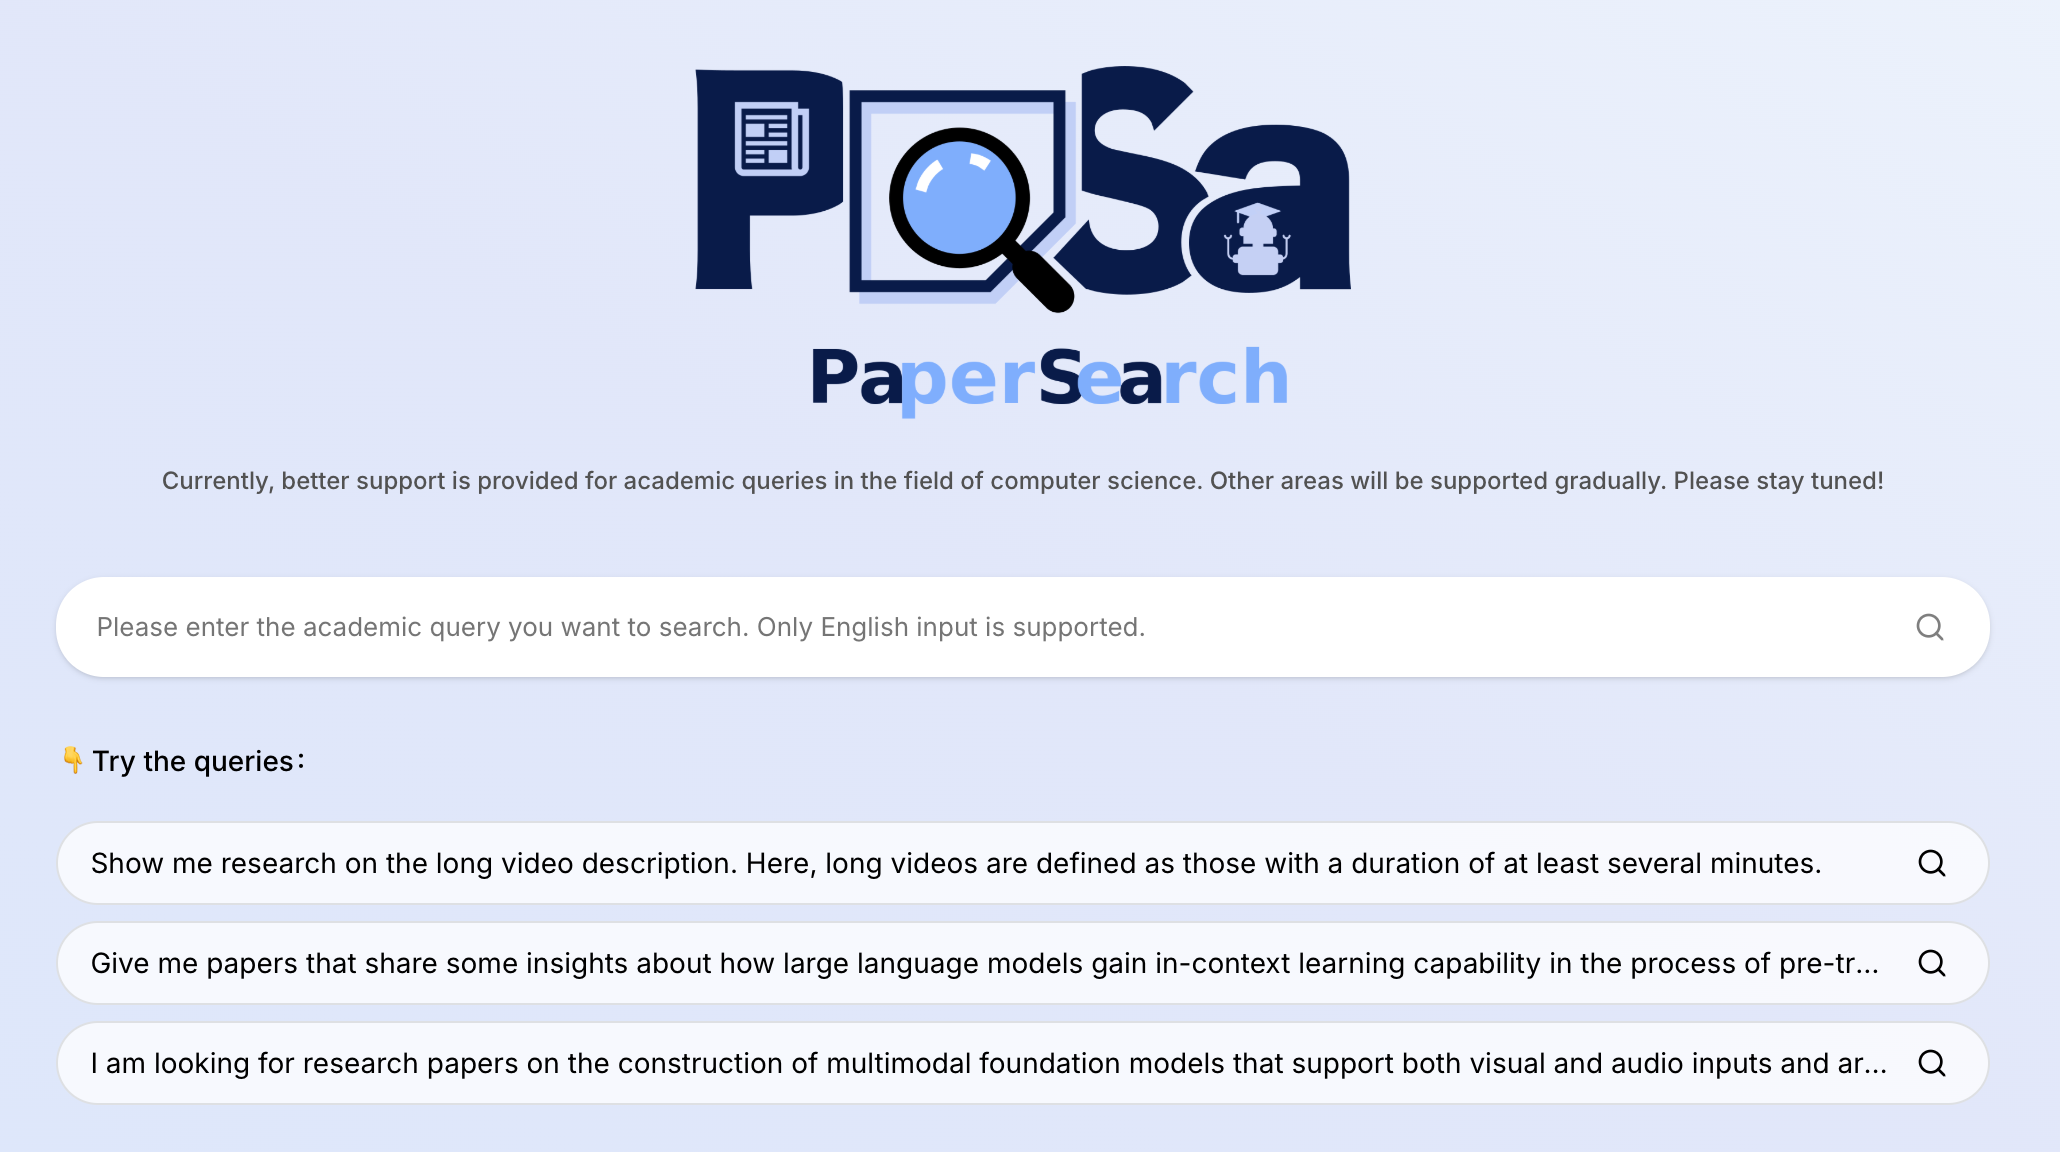 PaSa
PaperSearch
Currently, better support is provided for academic queries in the field of computer science. Other areas will be supported gradually. Please stay tuned!
Please enter the academic query you want to search. Only English input is supported.
👇 Try the queries:
Show me research on the long video description. Here, long videos are defined as those with a duration of at least several minutes.
Give me papers that share some insights about how large language models gain in-context learning capability in the process of pre-tr...
I am looking for research papers on the construction of multimodal foundation models that support both visual and audio inputs and ar...